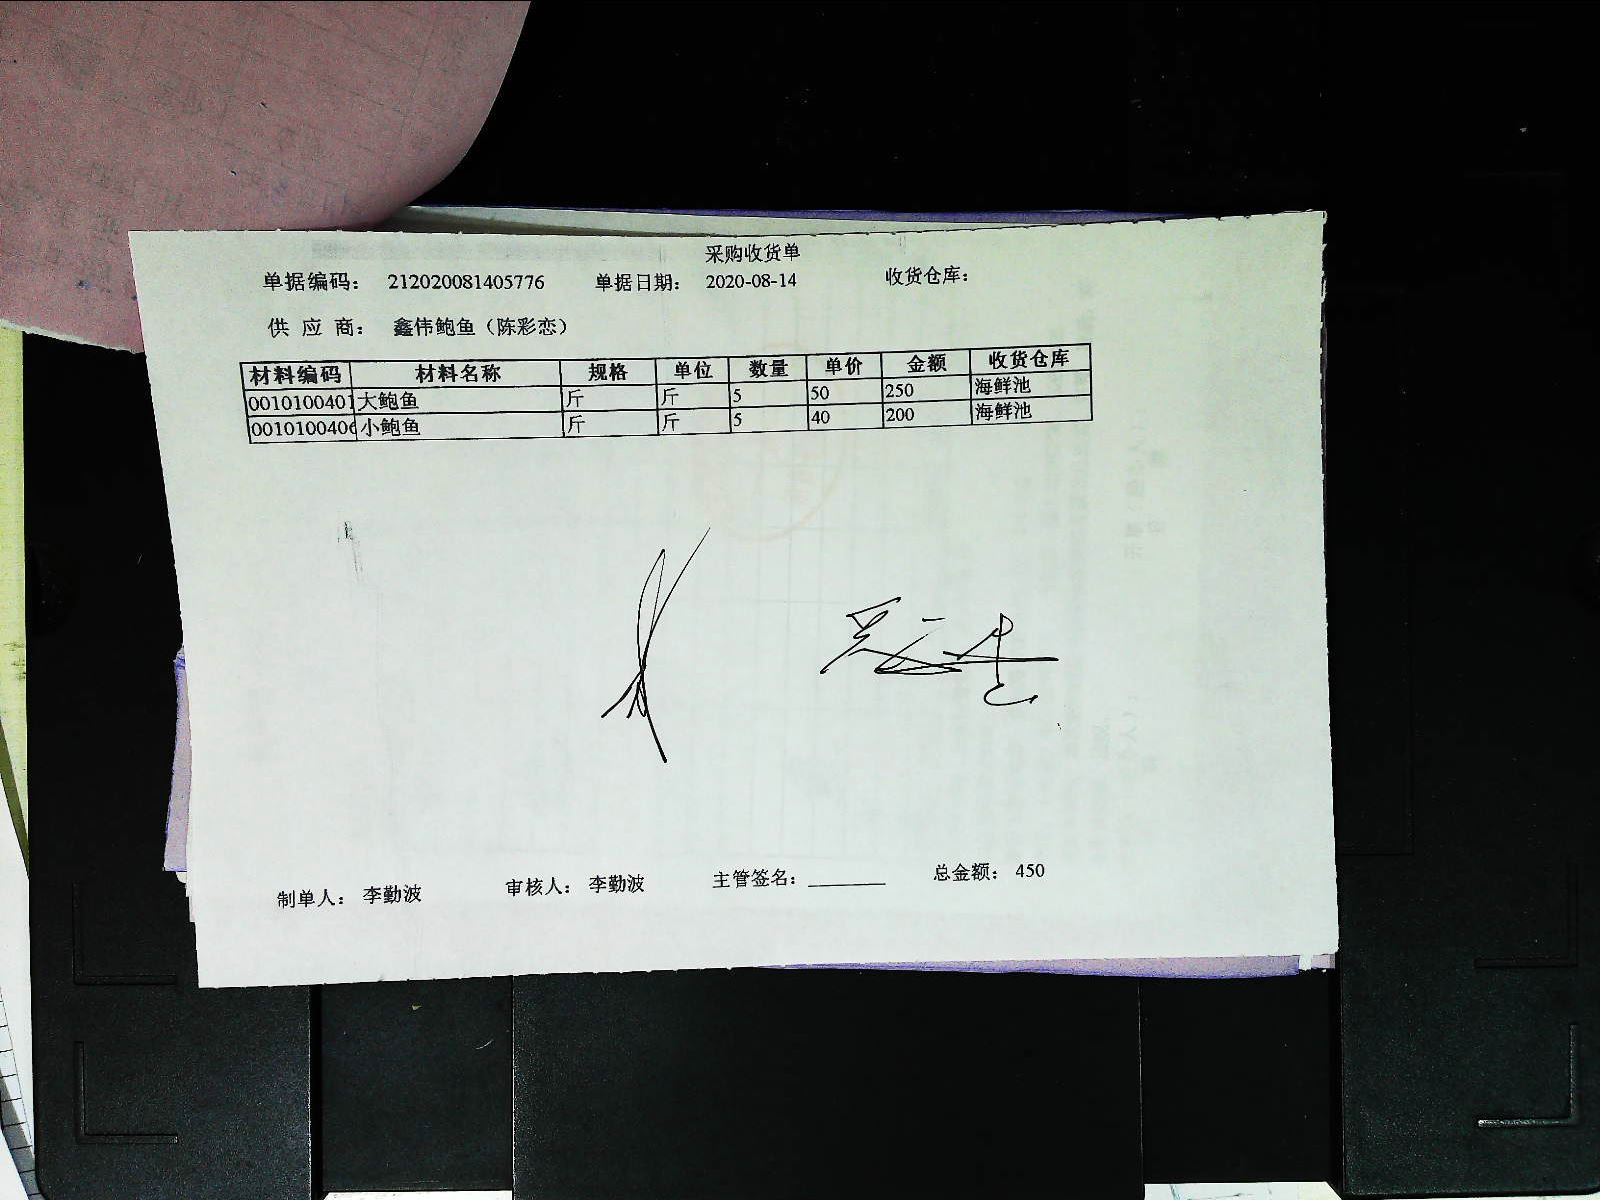 采购收货单
单据编码： 212020081405776 单据日期： 2020-08-14 收货仓库：
供 应 商： 鑫伟鲍鱼（陈彩恋）
材料编码 材料名称 规格 单位 数量 单价 金额 收货仓库
0010100401 大鲍鱼 斤 斤 5 50 250 海鲜池
0010100406 小鲍鱼 斤 斤 5 40 200 海鲜池
制单人： 李勤波 审核人： 李勤波 主管签名：________ 总金额： 450